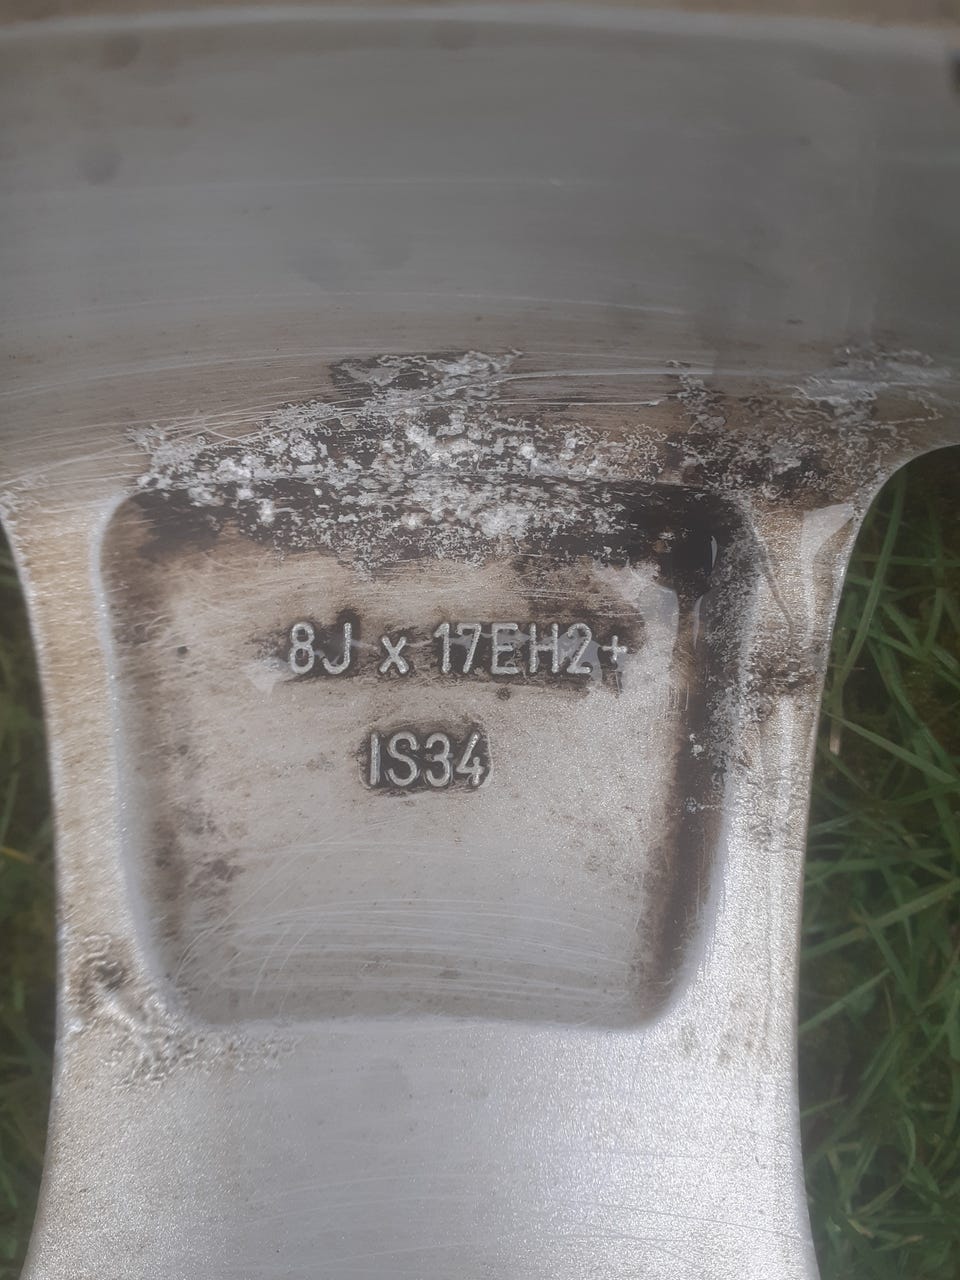 8J x 17EH2+
IS34